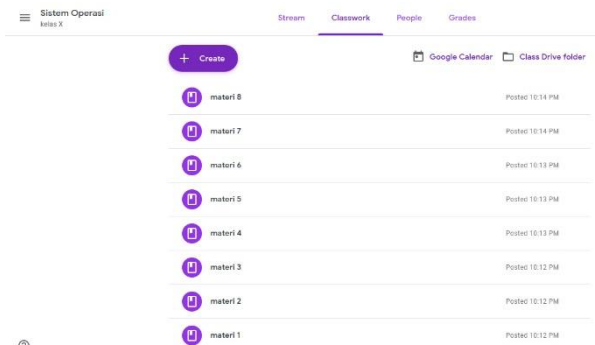 Sistem Operasi
kelas X
Stream Classwork People Grades
+ Create
Google Calendar Class Drive folder
materi 8 Posted 10:14 PM
materi 7 Posted 10:14 PM
materi 6 Posted 10:13 PM
materi 5 Posted 10:13 PM
materi 4 Posted 10:13 PM
materi 3 Posted 10:12 PM
materi 2 Posted 10:12 PM
materi 1 Posted 10:12 PM